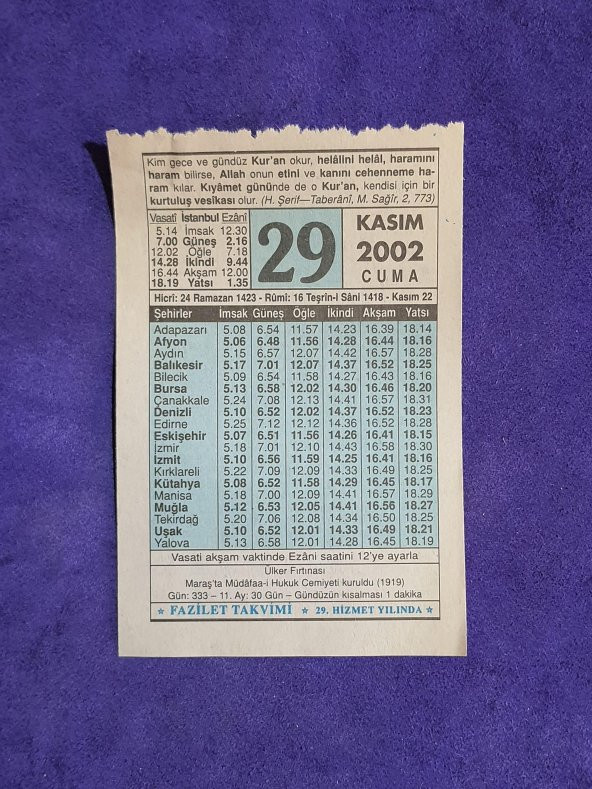 Kim gece ve gündüz Kur'an okur, helâlini helâl, haramını
haram bilirse, Allah onun etini ve kanını cehenneme ha-
ram kılar. Kıyâmet gününde de o Kur'an, kendisi için bir
kurtuluş vesîkası olur. (H. Şerif—Taberânî, M. Sağîr, 2, 773)
Vasatî İstanbul Ezânî
5.14 İmsak 12.30
7.00 Güneş 2.16
12.02 Öğle 7.18
14.28 İkindi 9.44
16.44 Akşam 12.00
18.19 Yatsı 1.35
29
KASIM
2002
CUMA
Hicrî: 24 Ramazan 1423 - Rûmi: 16 Teşrîn-i Sâni 1418 - Kasım 22
Şehirler İmsak Güneş Öğle İkindi Akşam Yatsı
Adapazarı 5.08 6.54 11.57 14.23 16.39 18.14
Afyon 5.06 6.48 11.56 14.28 16.44 18.16
Aydın 5.15 6.57 12.07 14.42 16.57 18.28
Balıkesir 5.17 7.01 12.07 14.37 16.52 18.25
Bilecik 5.09 6.54 11.58 14.27 16.43 18.16
Bursa 5.13 6.58 12.02 14.30 16.46 18.20
Çanakkale 5.24 7.08 12.13 14.41 16.57 18.31
Denizli 5.10 6.52 12.02 14.37 16.52 18.23
Edirne 5.25 7.12 12.12 14.36 16.52 18.28
Eskişehir 5.07 6.51 11.56 14.26 16.41 18.15
İzmir 5.18 7.01 12.10 14.43 16.58 18.30
İzmit 5.10 6.56 11.59 14.25 16.41 18.16
Kırklareli 5.22 7.09 12.09 14.33 16.49 18.25
Kütahya 5.08 6.52 11.58 14.29 16.45 18.17
Manisa 5.18 7.00 12.09 14.41 16.57 18.29
Muğla 5.12 6.53 12.05 14.41 16.56 18.27
Tekirdağ 5.20 7.06 12.08 14.34 16.50 18.25
Uşak 5.10 6.52 12.01 14.33 16.49 18.21
Yalova 5.13 6.58 12.01 14.28 16.45 18.19
Vasati akşam vaktinde Ezâni saatini 12'ye ayarla
Ülker Fırtınası
Maraş'ta Müdâfaa-i Hukuk Cemiyeti kuruldu (1919)
Gün: 333 – 11. Ay: 30 Gün – Gündüzün kısalması 1 dakika
☆ FAZİLET TAKVİMİ ☆ 29. HİZMET YILINDA ☆